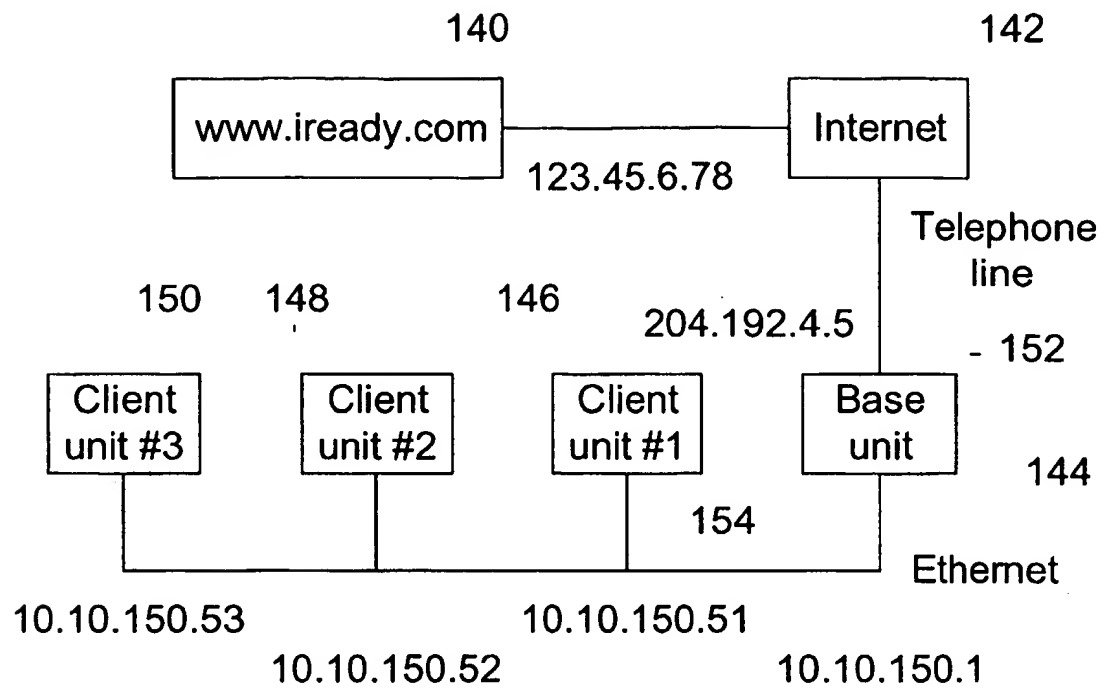 140
142
www.iready.com
Internet
123.45.6.78
Telephone
line
150
148
146
204.192.4.5
152
Client
unit #3
Client
unit #2
Client
unit #1
Base
unit
144
154
Ethernet
10.10.150.53
10.10.150.51
10.10.150.52
10.10.150.1